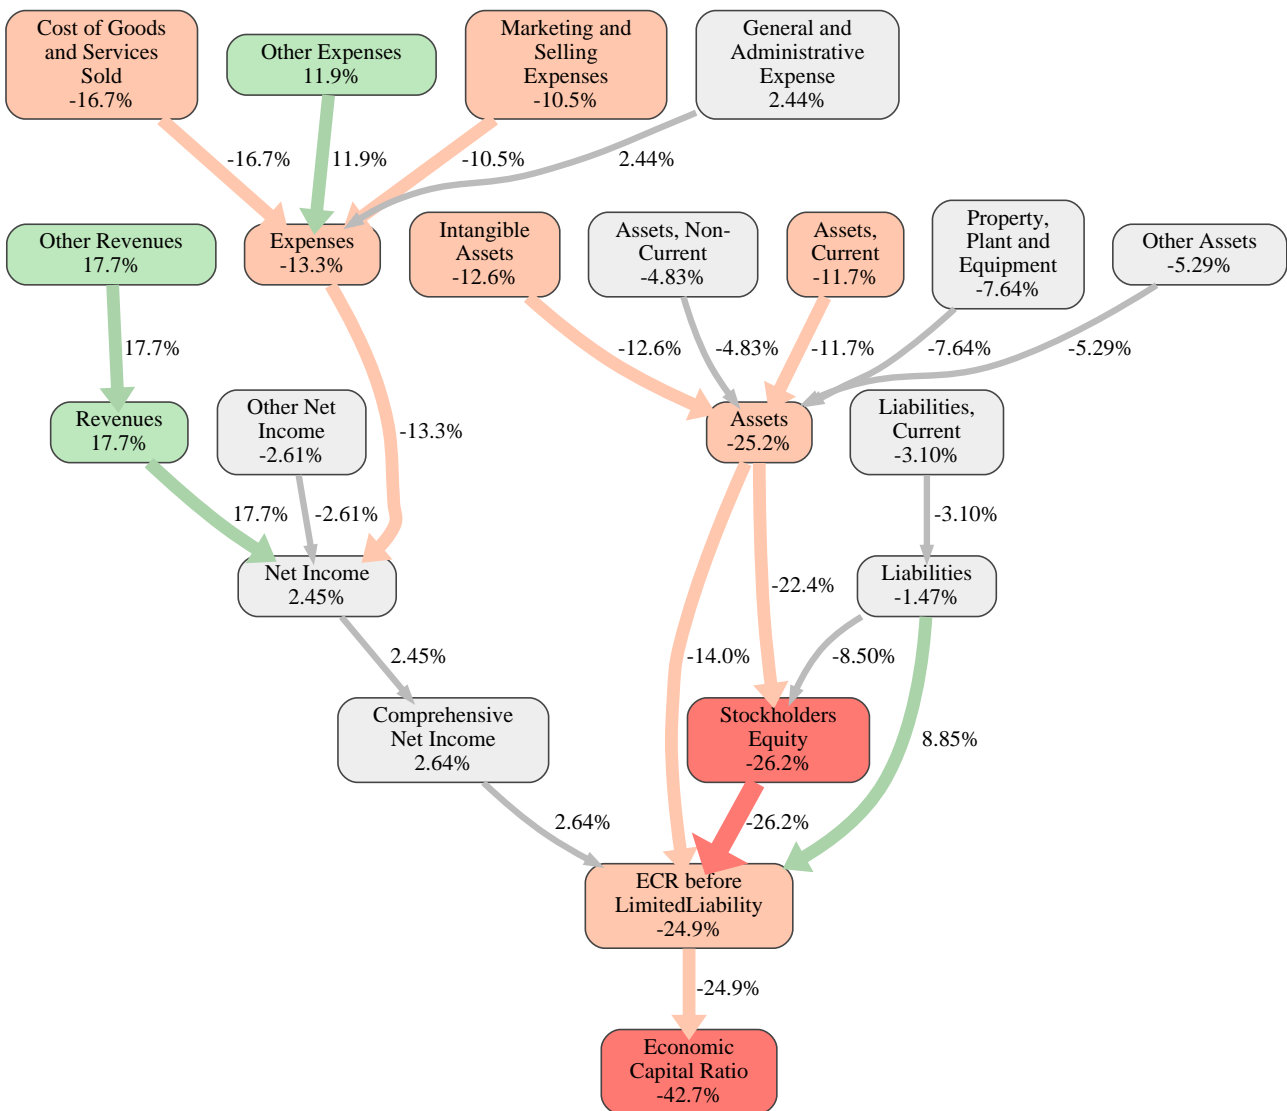 Cost of Goods
and Services
Sold
-16.7%
Other Expenses
11.9%
Marketing and
Selling
Expenses
-10.5%
General and
Administrative
Expense
2.44%
-16.7%
11.9%
-10.5%
2.44%
Other Revenues
17.7%
Expenses
-13.3%
Intangible
Assets
-12.6%
Assets, Non-
Current
-4.83%
Assets,
Current
-11.7%
Property,
Plant and
Equipment
-7.64%
Other Assets
-5.29%
17.7%
-12.6%
-4.83%
-11.7%
-7.64%
-5.29%
Revenues
17.7%
Other Net
Income
-2.61%
-13.3%
Assets
-25.2%
Liabilities,
Current
-3.10%
17.7%
-2.61%
-3.10%
Net Income
2.45%
-22.4%
Liabilities
-1.47%
2.45%
-14.0%
-8.50%
Comprehensive
Net Income
2.64%
Stockholders
Equity
-26.2%
8.85%
2.64%
-26.2%
ECR before
LimitedLiability
-24.9%
-24.9%
Economic
Capital Ratio
-42.7%